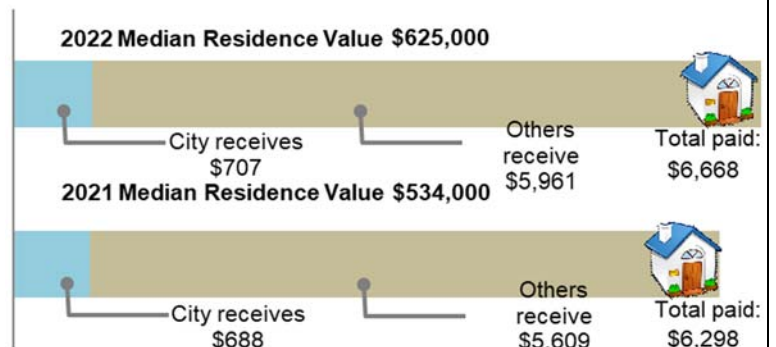 2022 Median Residence Value $625,000
City receives
$707
Others
receive
$5,961
Total paid:
$6,668
2021 Median Residence Value $534,000
City receives
$688
Others
receive
$5,609
Total paid:
$6,298